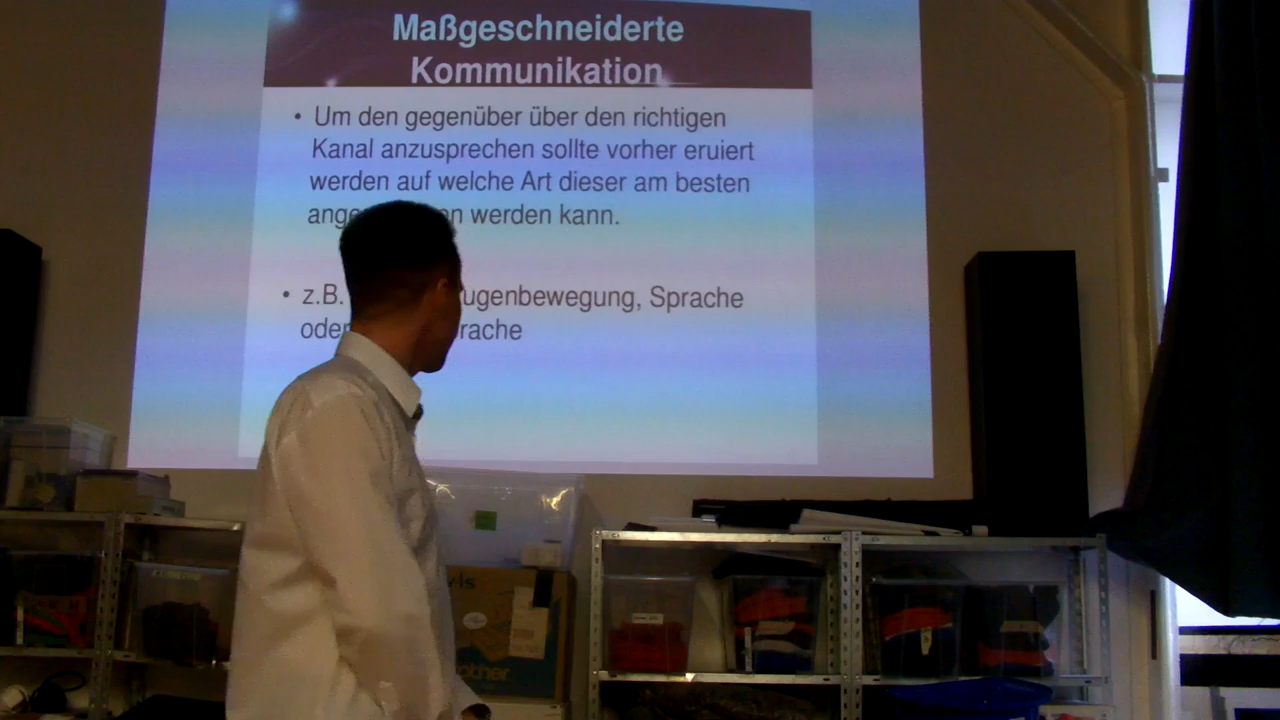 Maßgeschneiderte
Kommunikation
• Um den gegenüber über den richtigen
Kanal anzusprechen sollte vorher eruiert
werden auf welche Art dieser am besten
werden kann.
• z.B. Sprache
oder